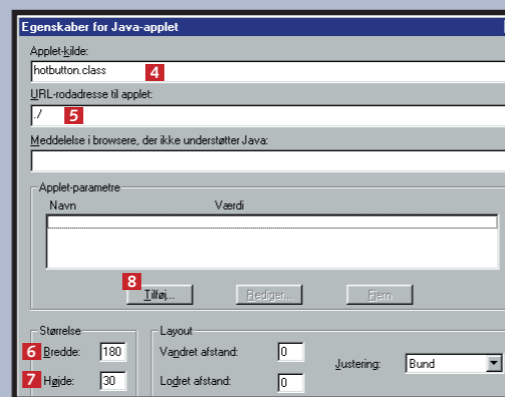 Egenskaber for Java-applet
Applet-kilde:
hotbutton.class 4
URL-rodadresse til applet:
./ 5
Meddelelse i browsere, der ikke understøtter Java:
Applet-parametre
Navn Værdi
8
Tilføj... Rediger... Fjern
Størrelse Layout
6 Bredde: 180 Vandret afstand: 0 Justering: Bund
7 Højde: 30 Lodret afstand: 0